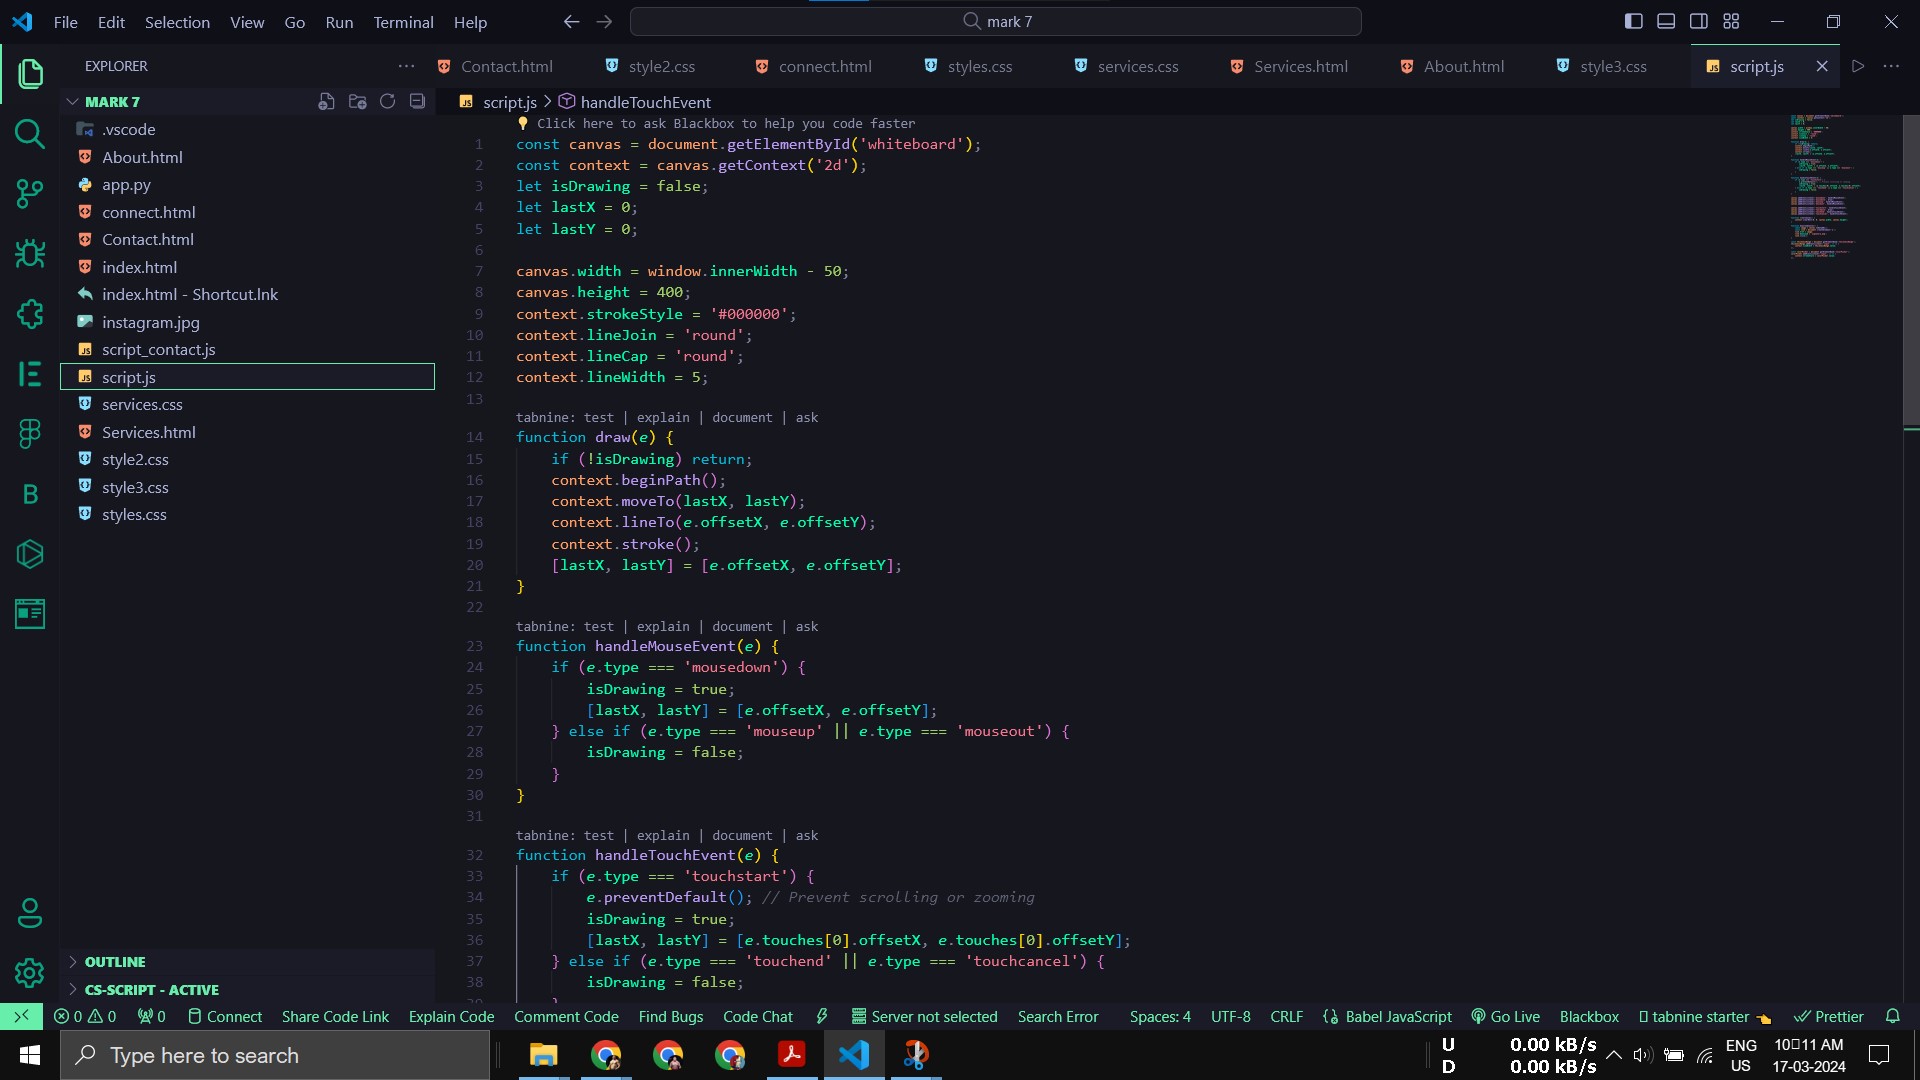 File Edit Selection View Go Run Terminal Help
mark 7
EXPLORER
Contact.html
style2.css
connect.html
styles.css
services.css
Services.html
About.html
style3.css
script.js
MARK 7
.vscode
About.html
app.py
connect.html
Contact.html
index.html
index.html - Shortcut.lnk
instagram.jpg
script_contact.js
script.js
services.css
Services.html
style2.css
style3.css
styles.css
OUTLINE
CS-SCRIPT - ACTIVE
script.js > handleTouchEvent
Click here to ask Blackbox to help you code faster
1 const canvas = document.getElementById('whiteboard');
2 const context = canvas.getContext('2d');
3 let isDrawing = false;
4 let lastX = 0;
5 let lastY = 0;
6
7 canvas.width = window.innerWidth - 50;
8 canvas.height = 400;
9 context.strokeStyle = '#000000';
10 context.lineJoin = 'round';
11 context.lineCap = 'round';
12 context.lineWidth = 5;
13
tabnine: test | explain | document | ask
14 function draw(e) {
15 if (!isDrawing) return;
16 context.beginPath();
17 context.moveTo(lastX, lastY);
18 context.lineTo(e.offsetX, e.offsetY);
19 context.stroke();
20 [lastX, lastY] = [e.offsetX, e.offsetY];
21 }
22
tabnine: test | explain | document | ask
23 function handleMouseEvent(e) {
24 if (e.type === 'mousedown') {
25 isDrawing = true;
26 [lastX, lastY] = [e.offsetX, e.offsetY];
27 } else if (e.type === 'mouseup' || e.type === 'mouseout') {
28 isDrawing = false;
29 }
30 }
31
tabnine: test | explain | document | ask
32 function handleTouchEvent(e) {
33 if (e.type === 'touchstart') {
34 e.preventDefault(); // Prevent scrolling or zooming
35 isDrawing = true;
36 [lastX, lastY] = [e.touches[0].offsetX, e.touches[0].offsetY];
37 } else if (e.type === 'touchend' || e.type === 'touchcancel') {
38 isDrawing = false;
0 0 0 Connect Share Code Link Explain Code Comment Code Find Bugs Code Chat Server not selected Search Error Spaces: 4 UTF-8 CRLF Babel JavaScript Go Live Blackbox tabnine starter Prettier
Type here to search
U 0.00 kB/s
D 0.00 kB/s
ENG
US
10:11 AM
17-03-2024